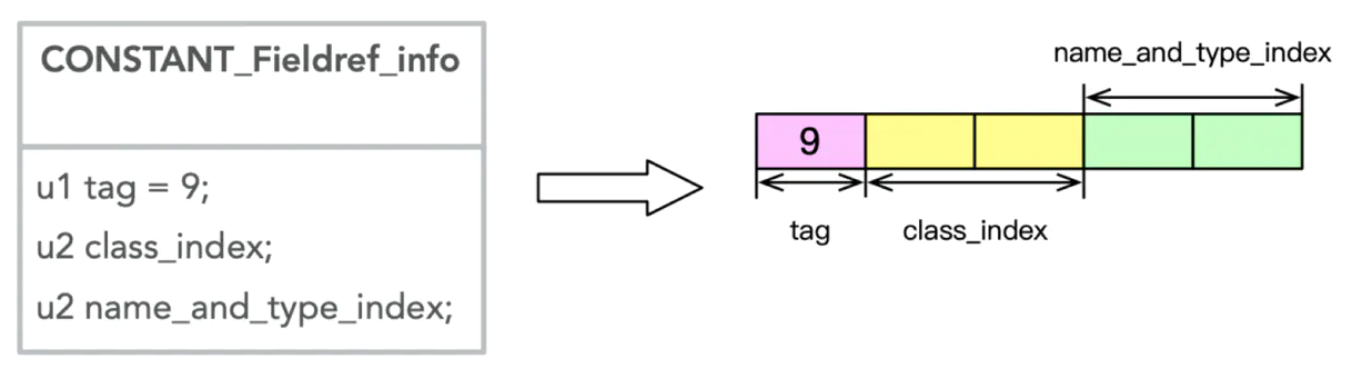 CONSTANT_Fieldref_info
u1 tag = 9;
u2 class_index;
u2 name_and_type_index;
name_and_type_index
9
tag
class_index